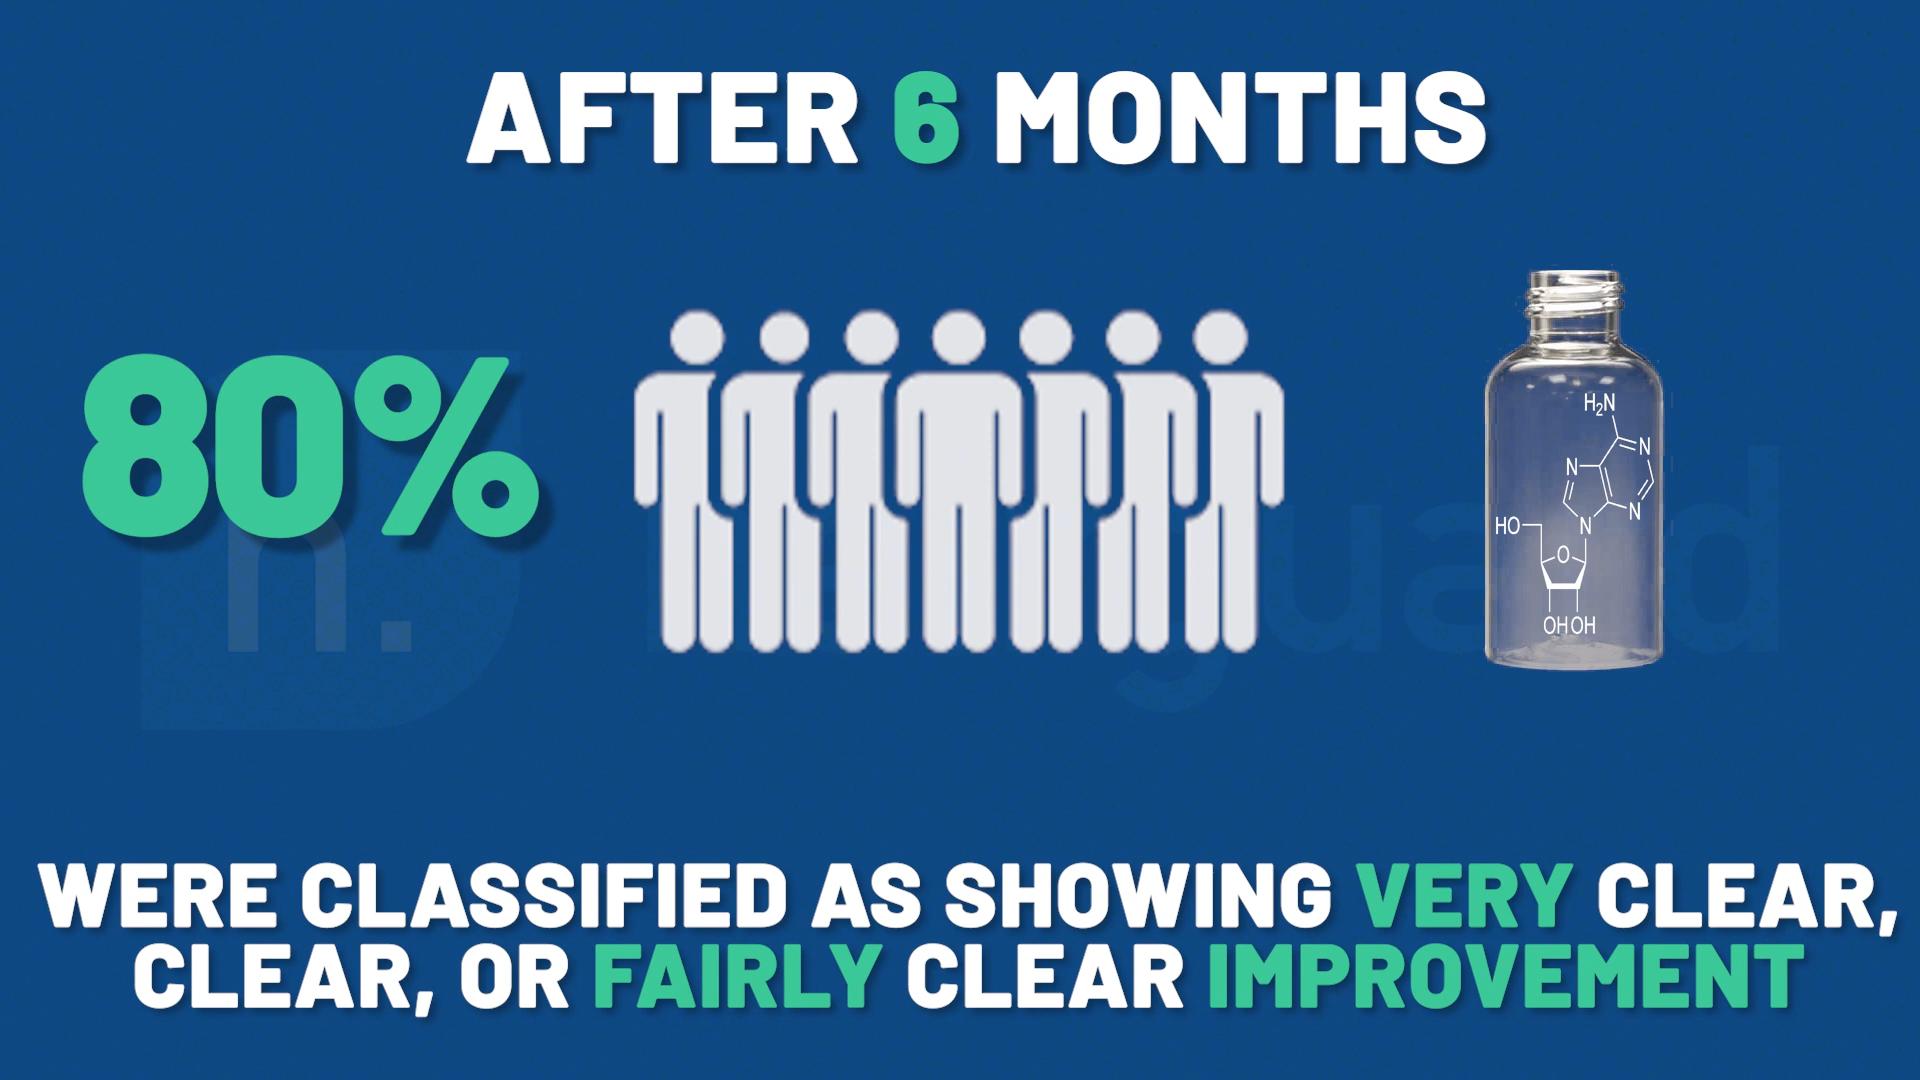 AFTER 6 MONTHS
80%
H₂N
N
N
N
N
HO
O
OH OH
n.
WERE CLASSIFIED AS SHOWING VERY CLEAR,
CLEAR, OR FAIRLY CLEAR IMPROVEMENT